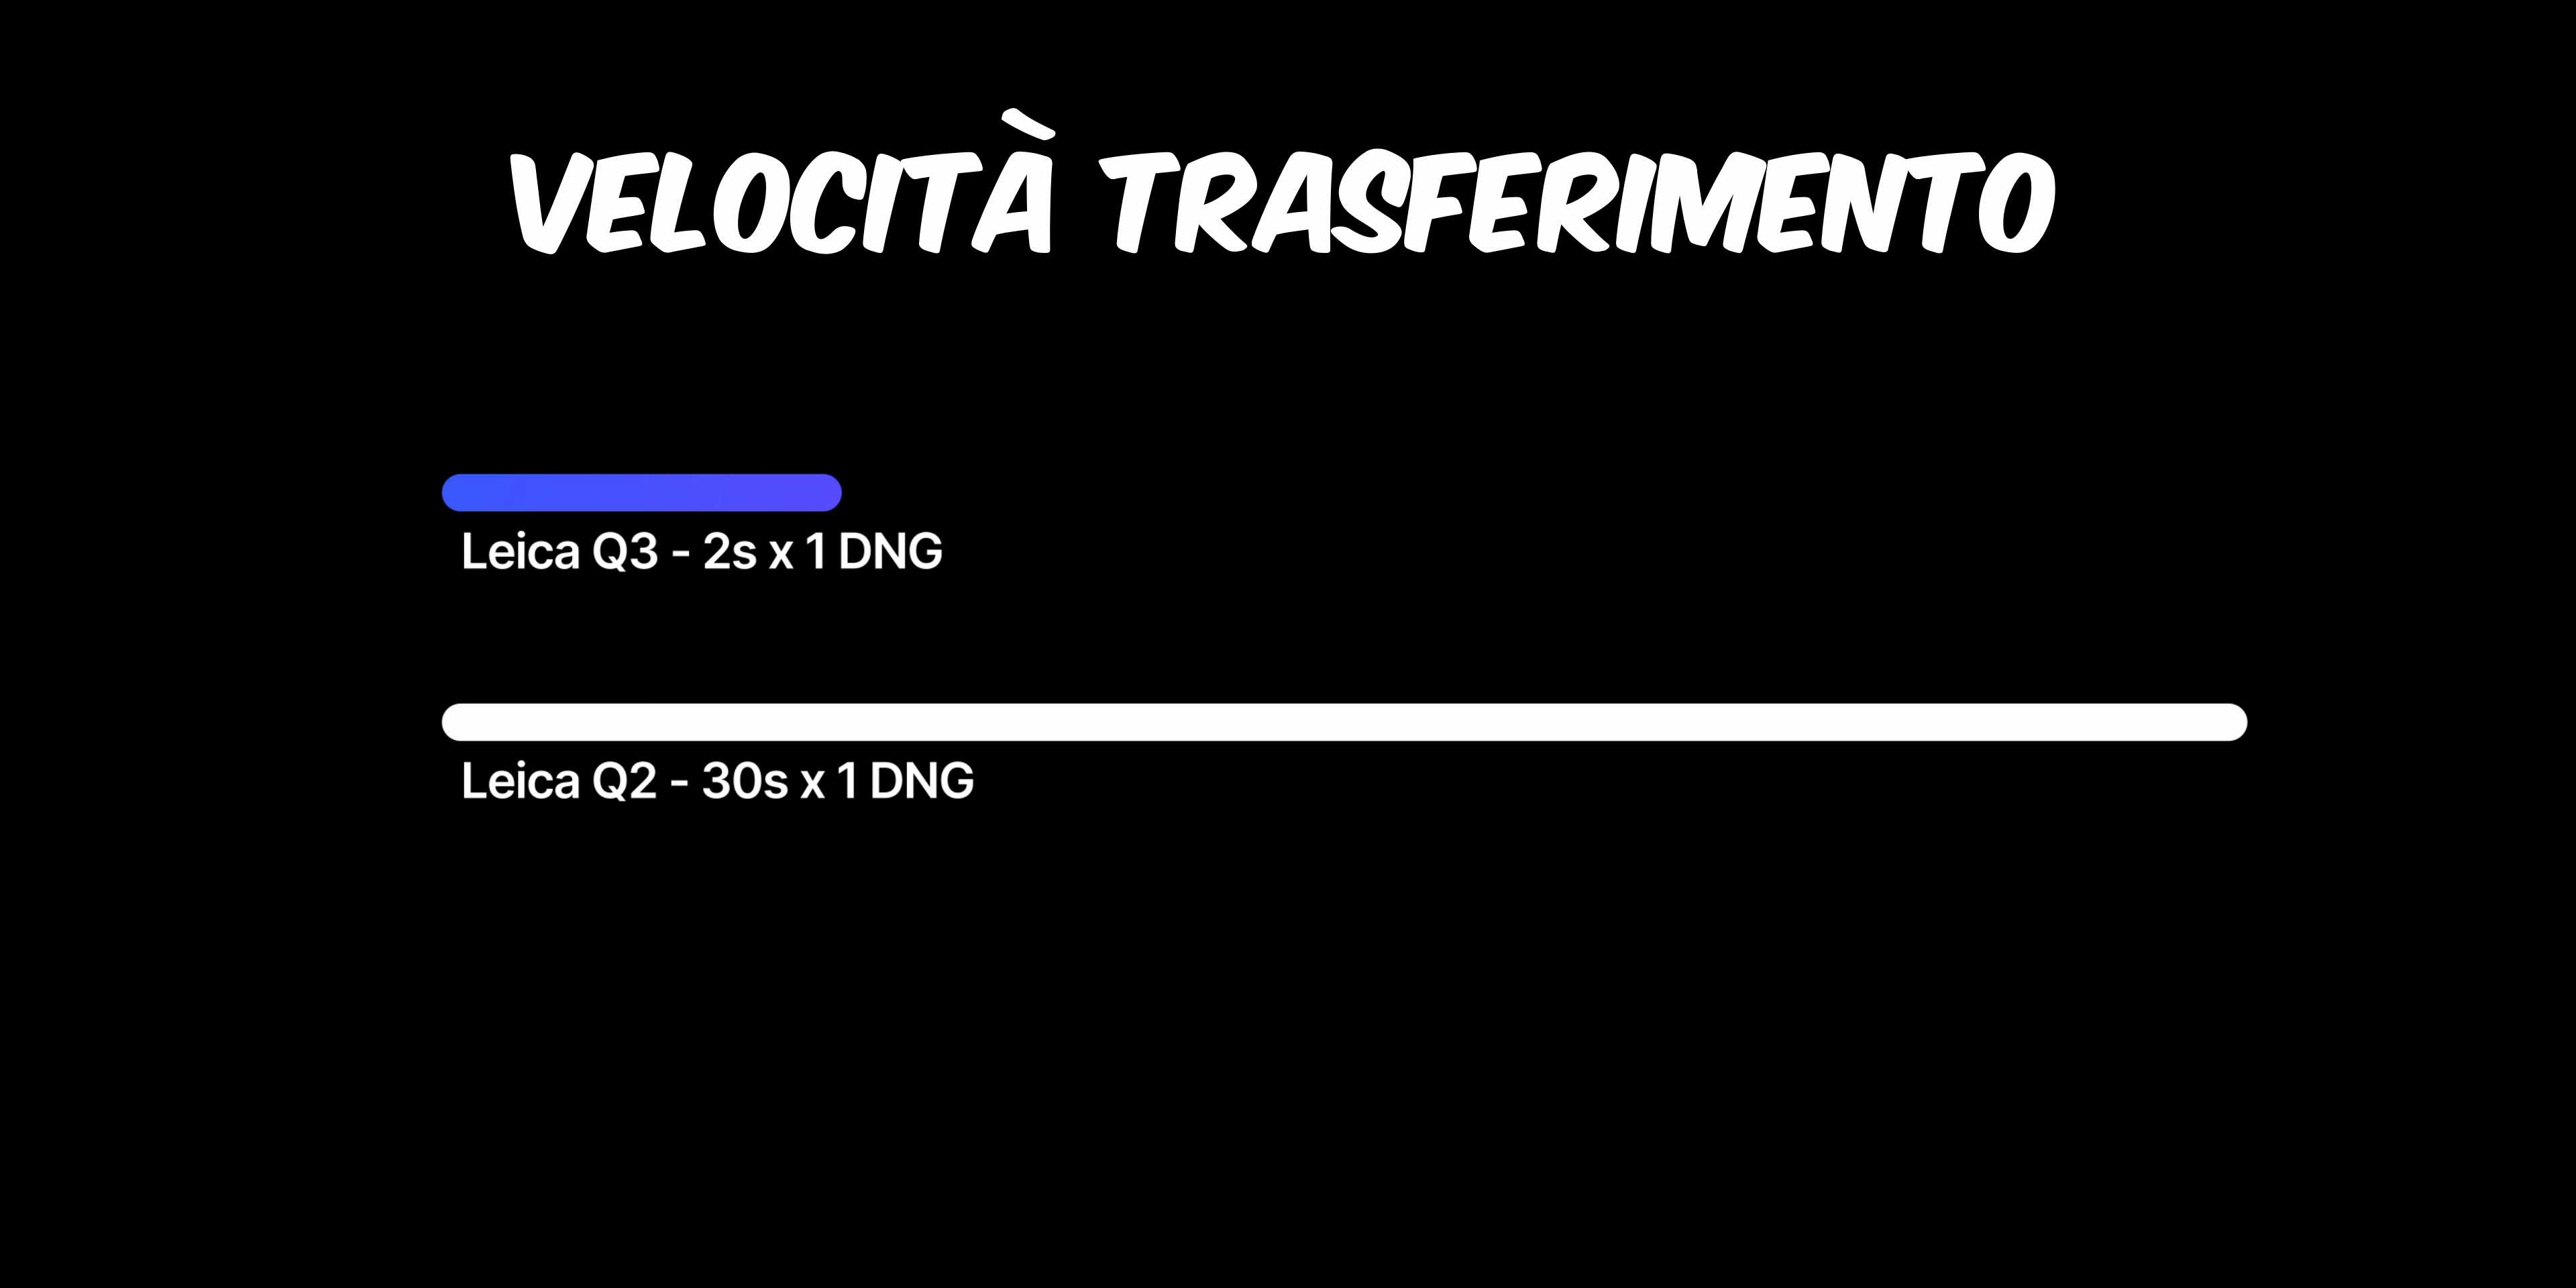 VELOCITÀ TRASFERIMENTO
Leica Q3 - 2s x 1 DNG
Leica Q2 - 30s x 1 DNG